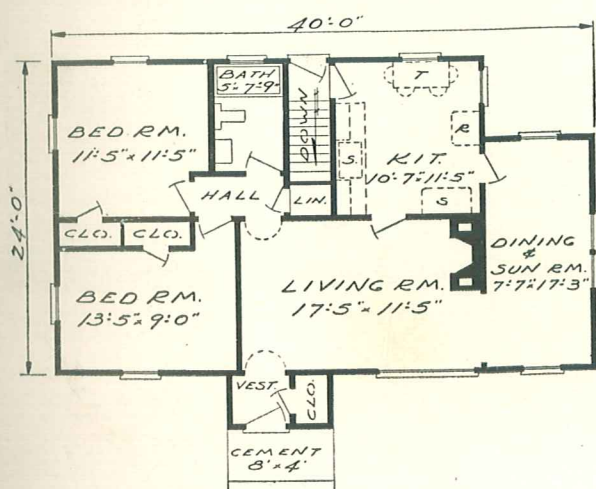 40'-0"
24'-0"
BATH
5'-7-9"
T
BED RM.
11'-5" x 11'-5"
DOWN
S.
R
KIT.
10'-7" x 11'-5"
S
HALL
LIN.
CLO.
CLO.
DINING
&
SUN RM.
7'-7" x 17'-3"
BED RM.
13'-5" x 9'-0"
LIVING RM.
17'-5" x 11'-5"
VEST.
CLO.
CEMENT
8' x 4'